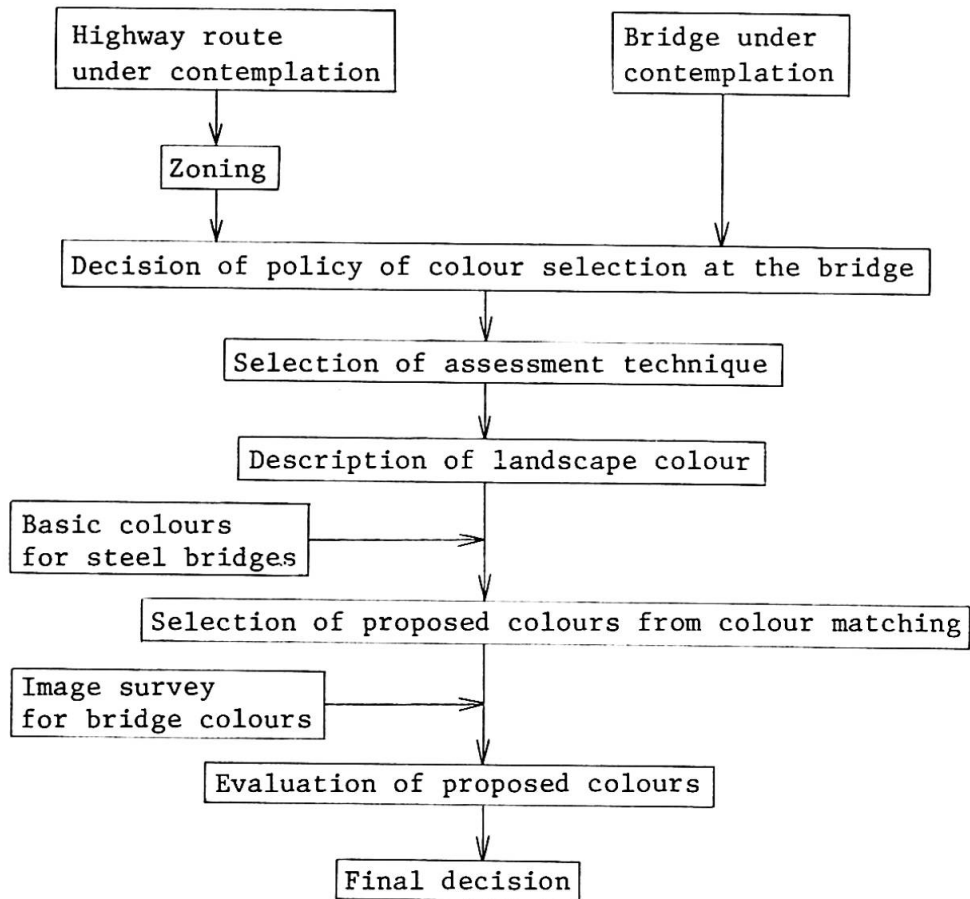 Highway route
under contemplation
Bridge under
contemplation
Zoning
Decision of policy of colour selection at the bridge
Selection of assessment technique
Description of landscape colour
Basic colours
for steel bridges
Selection of proposed colours from colour matching
Image survey
for bridge colours
Evaluation of proposed colours
Final decision